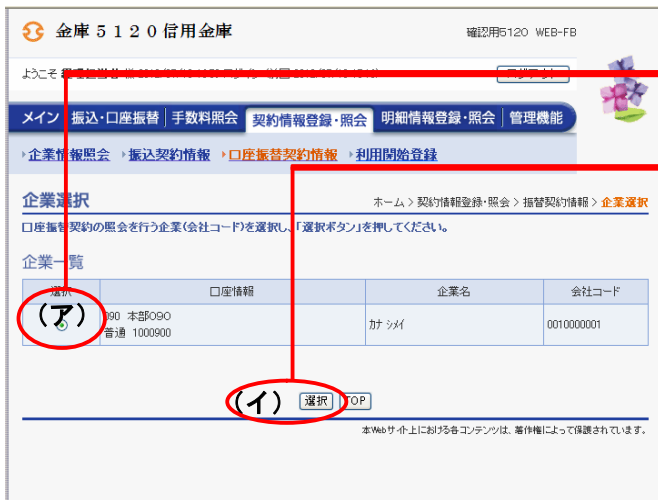 金庫５１２０信用金庫
確認用5120 WEB-FB
ようこそ
メイン 振込・口座振替 手数料照会 契約情報登録・照会 明細情報登録・照会 管理機能
企業情報照会 振込契約情報 口座振替契約情報 利用開始登録
企業選択
ホーム > 契約情報登録・照会 > 振替契約情報 > 企業選択
口座振替契約の照会を行う企業(会社コード)を選択し、「選択ボタン」を押してください。
企業一覧
選択 口座情報 企業名 会社コード
(ア)
090 本部090
普通 1000900
カナ シメイ
0010000001
(イ)
選択 TOP
本Webサイト上における各コンテンツは、著作権によって保護されています。